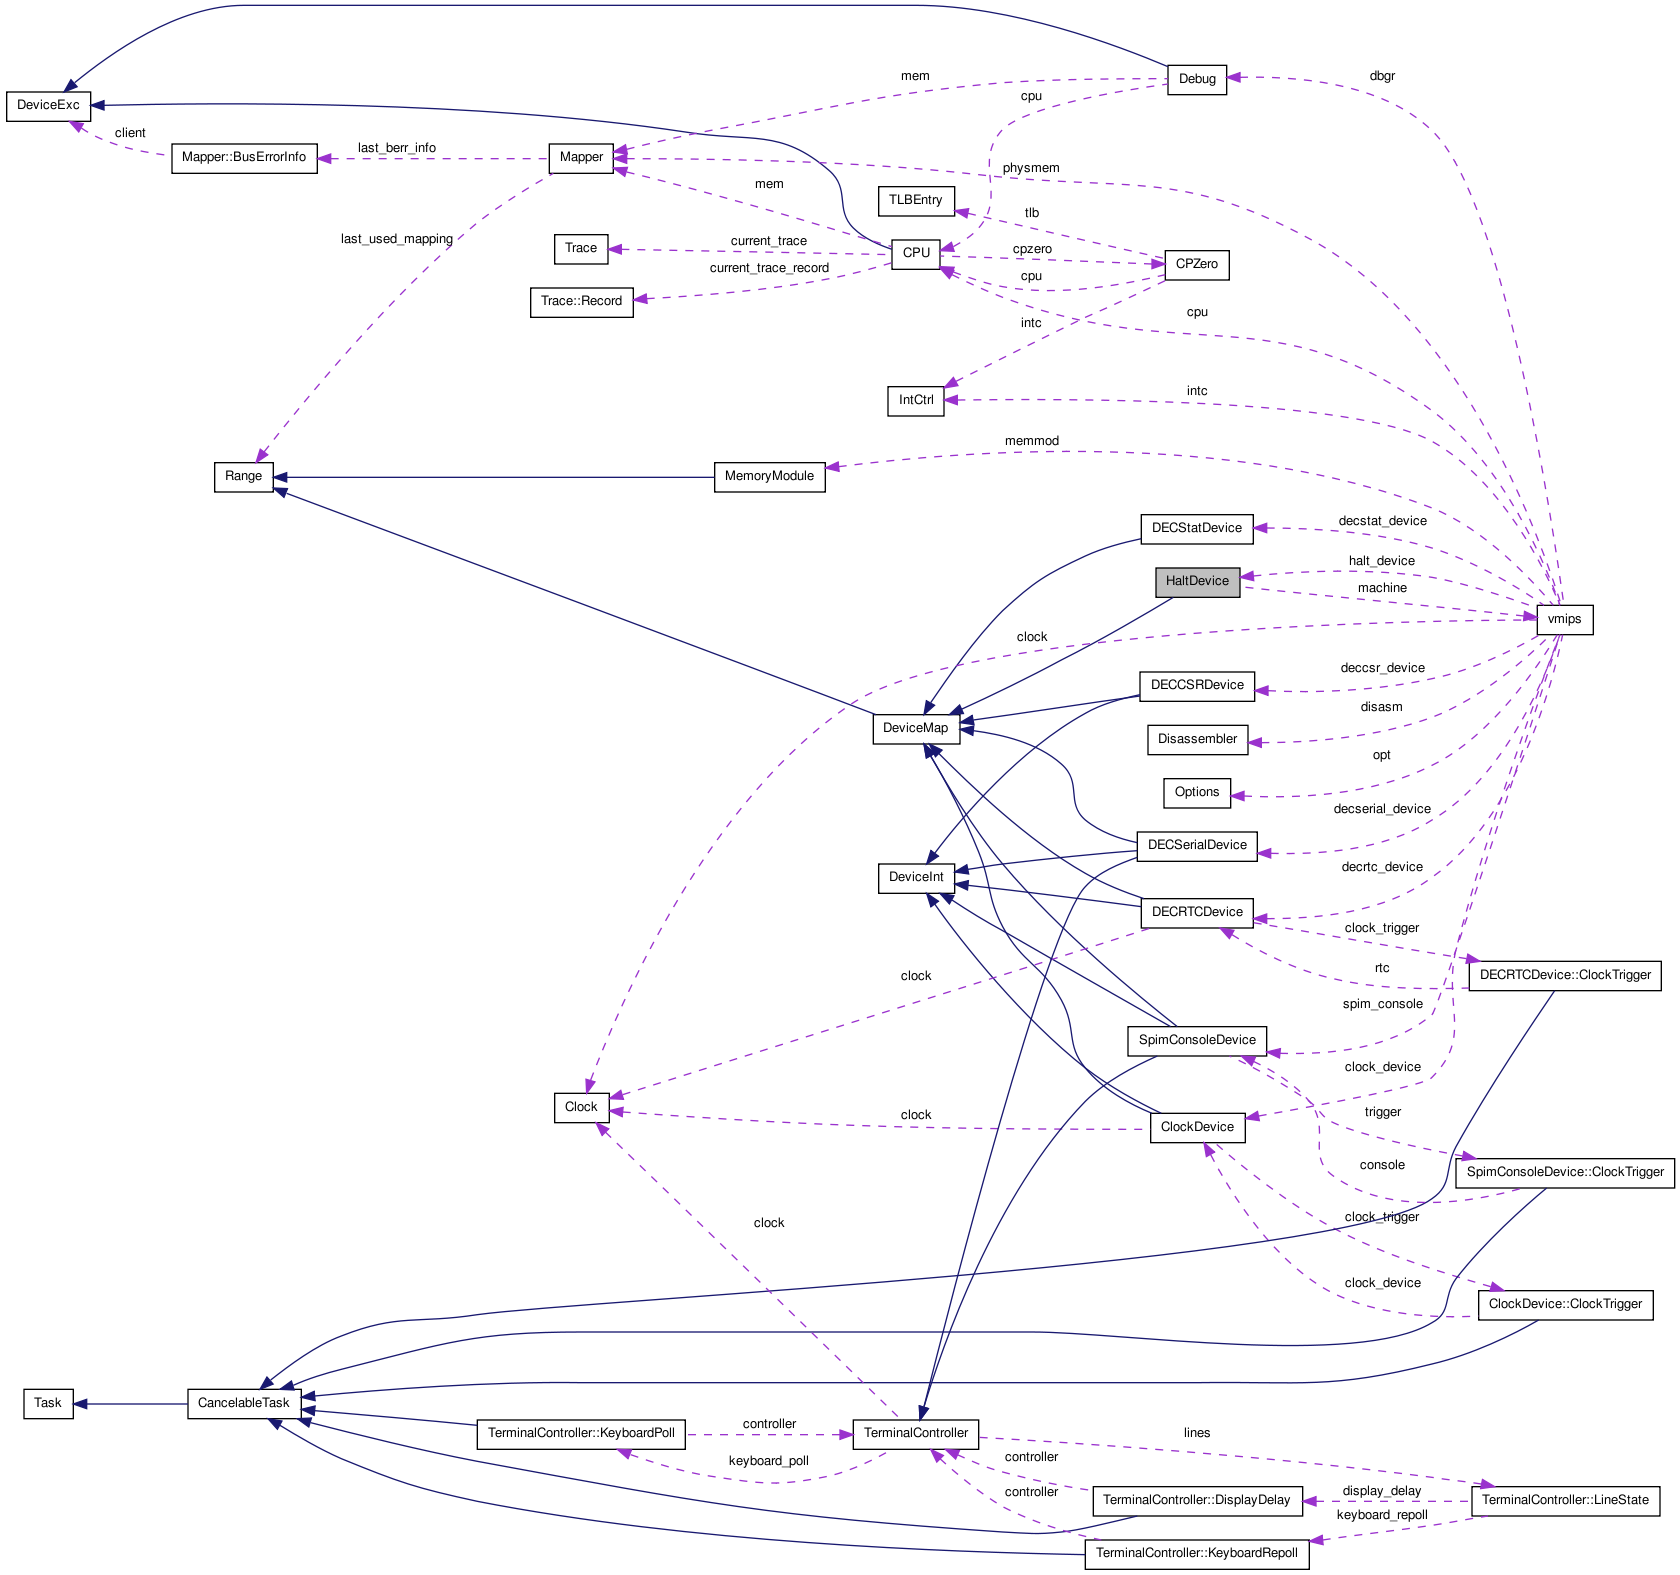 dbgr
mem
Debug
cpu
DeviceExc
client
Mapper::BusErrorInfo
last_berr_info
Mapper
physmem
mem
TLBEntry
tlb
last_used_mapping
Trace
current_trace
CPU
cpzero
CPZero
current_trace_record
cpu
Trace::Record
cpu
intc
intc
IntCtrl
memmod
Range
MemoryModule
DECStatDevice
decstat_device
halt_device
HaltDevice
machine
vmips
clock
deccsr_device
DECCSRDevice
disasm
DeviceMap
Disassembler
opt
Options
decserial_device
DECSerialDevice
decrtc_device
DeviceInt
DECRTCDevice
clock_trigger
rtc
DECRTCDevice::ClockTrigger
clock
spim_console
SpimConsoleDevice
clock_device
Clock
clock
trigger
ClockDevice
console
SpimConsoleDevice::ClockTrigger
clock
clock_trigger
clock_device
ClockDevice::ClockTrigger
Task
CancelableTask
controller
TerminalController::KeyboardPoll
TerminalController
lines
keyboard_poll
controller
controller
TerminalController::DisplayDelay
display_delay
TerminalController::LineState
keyboard_repoll
TerminalController::KeyboardRepoll